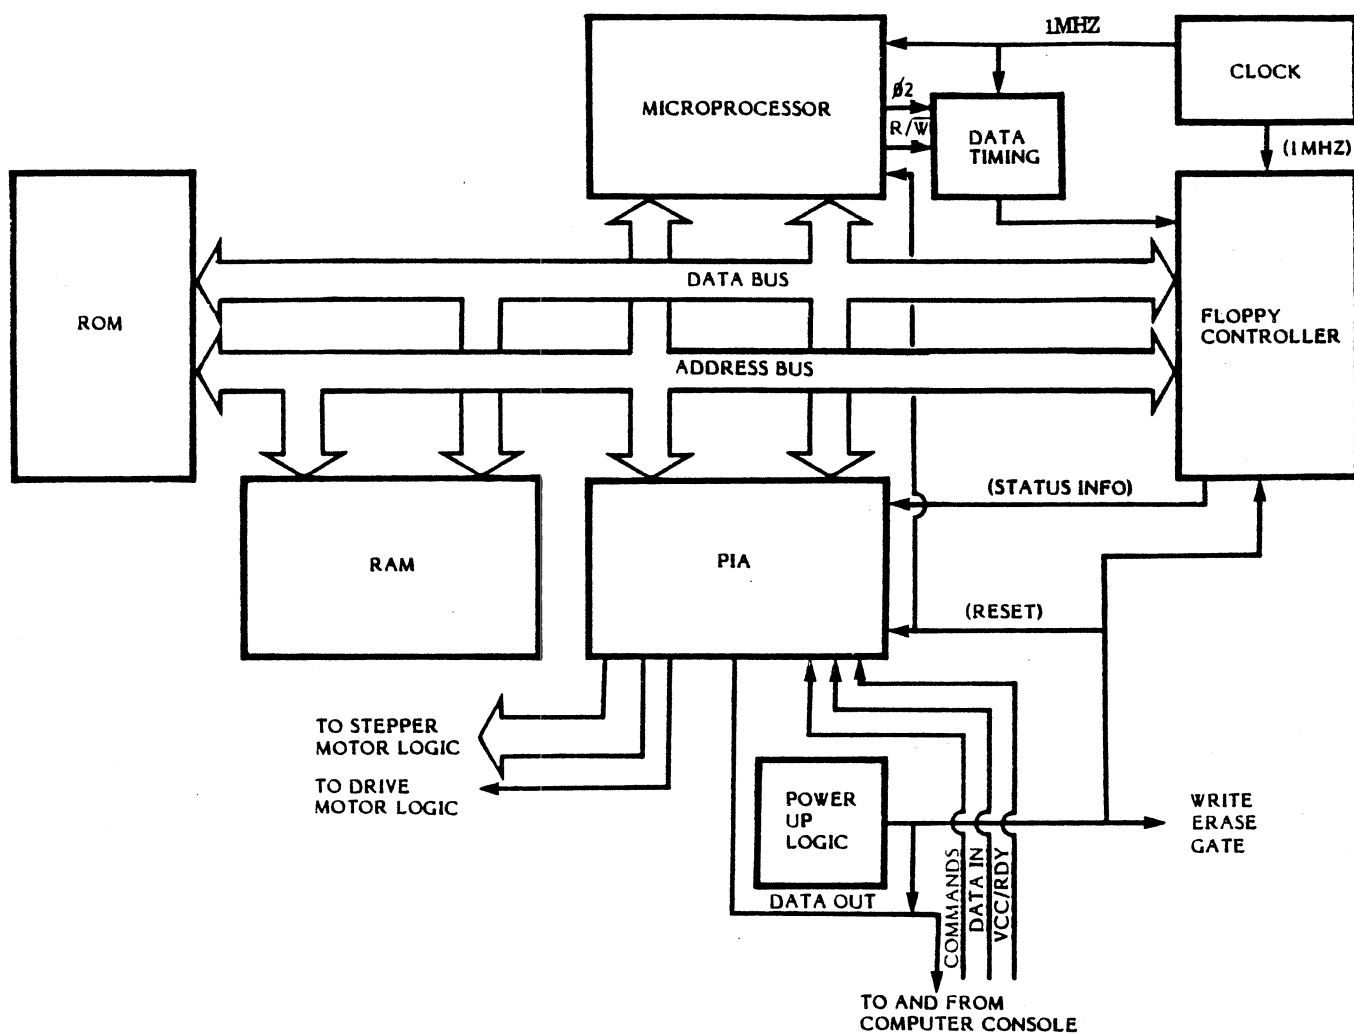 1MHZ
CLOCK
MICROPROCESSOR
ø2
R/W̅
DATA
TIMING
(1MHZ)
ROM
DATA BUS
FLOPPY
CONTROLLER
ADDRESS BUS
(STATUS INFO)
RAM
PIA
(RESET)
TO STEPPER
MOTOR LOGIC
TO DRIVE
MOTOR LOGIC
POWER
UP
LOGIC
WRITE
ERASE
GATE
DATA OUT
COMMANDS
DATA IN
VCC/RDY
TO AND FROM
COMPUTER CONSOLE